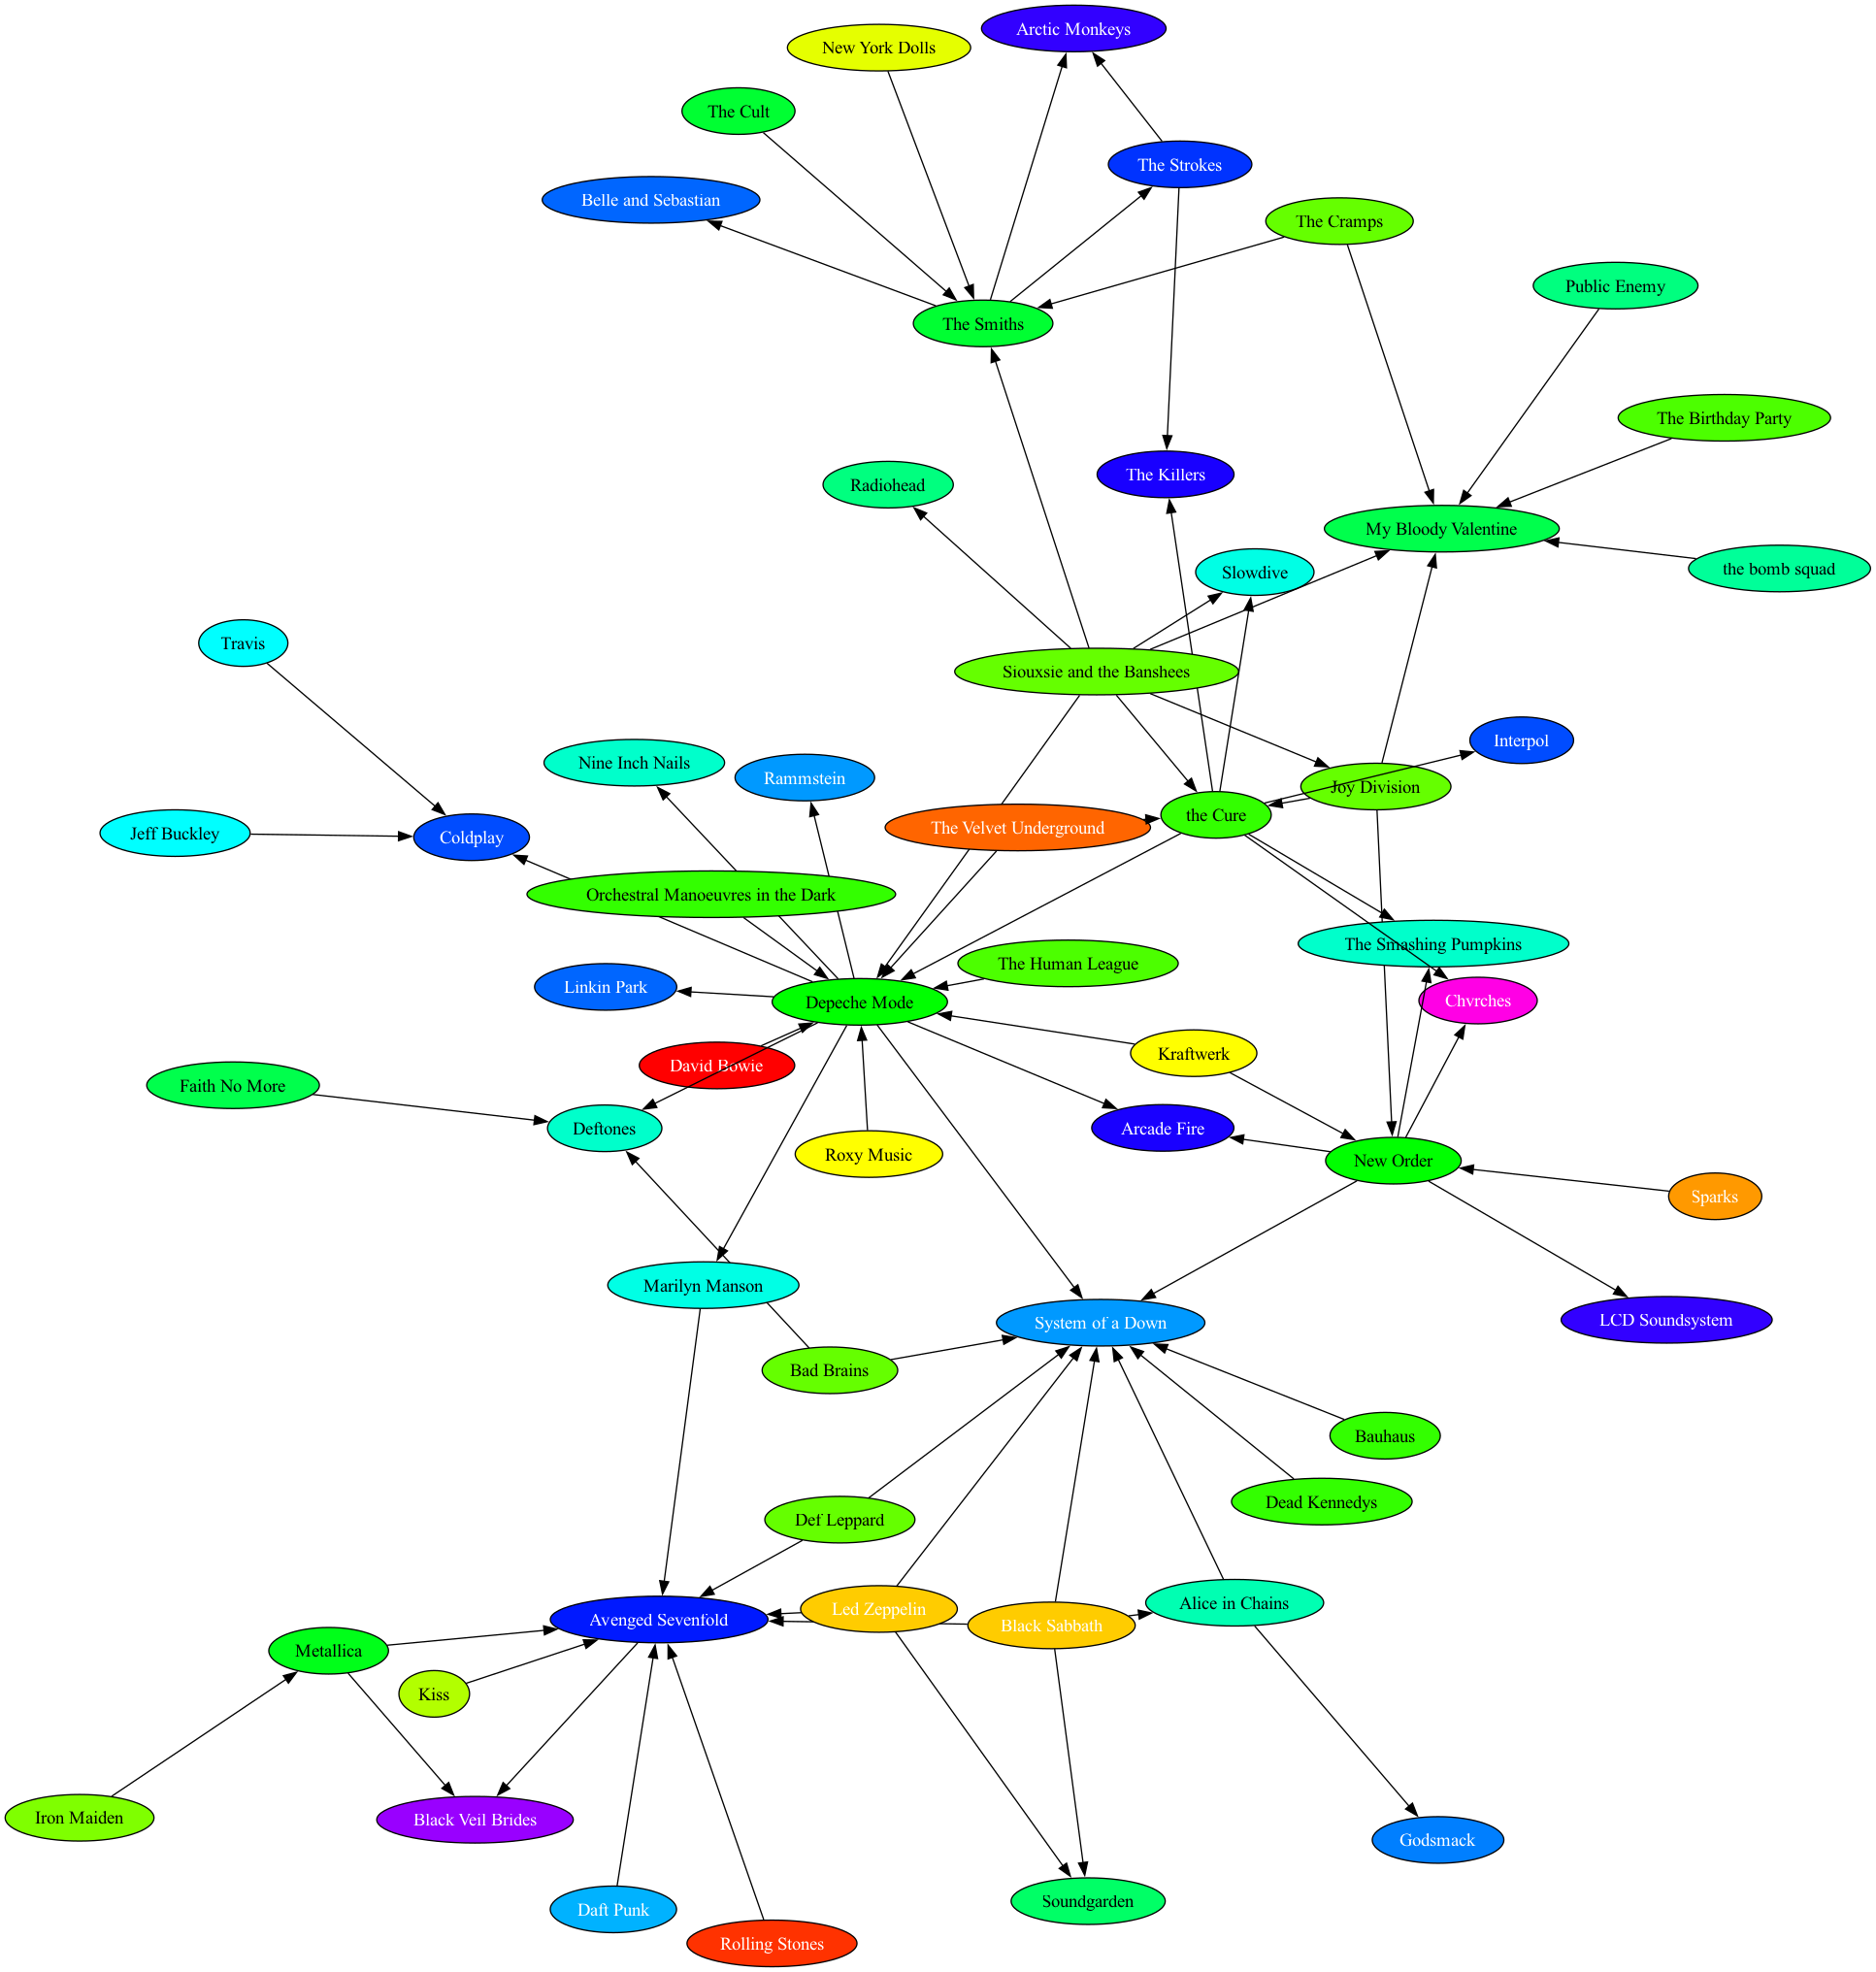 Arctic Monkeys
New York Dolls
The Cult
The Strokes
Belle and Sebastian
The Cramps
Public Enemy
The Smiths
The Birthday Party
The Killers
Radiohead
My Bloody Valentine
Slowdive
the bomb squad
Travis
Siouxsie and the Banshees
Interpol
Nine Inch Nails
Rammstein
Joy Division
the Cure
The Velvet Underground
Jeff Buckley
Coldplay
Orchestral Manoeuvres in the Dark
The Smashing Pumpkins
The Human League
Linkin Park
Depeche Mode
Chvrches
Kraftwerk
David Bowie
Faith No More
Deftones
Arcade Fire
Roxy Music
New Order
Sparks
Marilyn Manson
System of a Down
LCD Soundsystem
Bad Brains
Bauhaus
Dead Kennedys
Def Leppard
Alice in Chains
Led Zeppelin
Avenged Sevenfold
Black Sabbath
Metallica
Kiss
Iron Maiden
Black Veil Brides
Godsmack
Soundgarden
Daft Punk
Rolling Stones